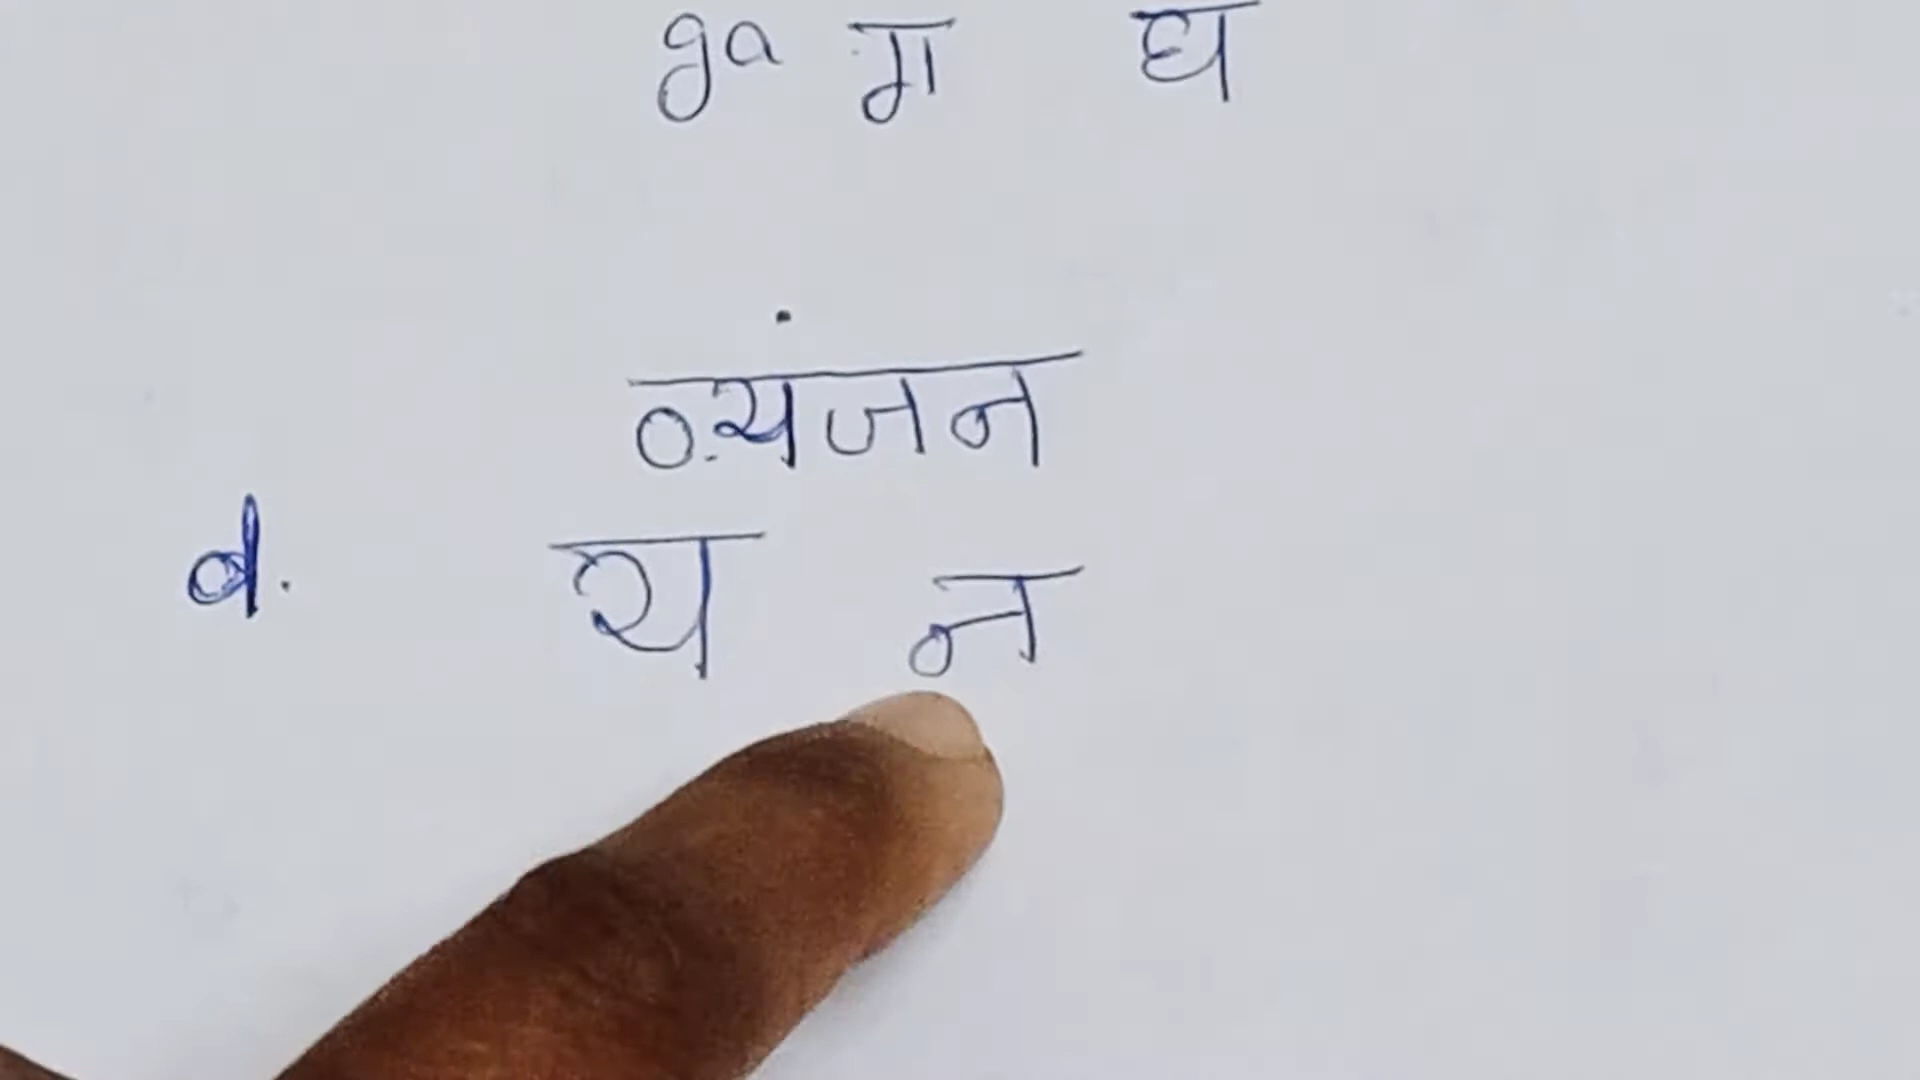 ga ग घ
व्यंजन
d. य न